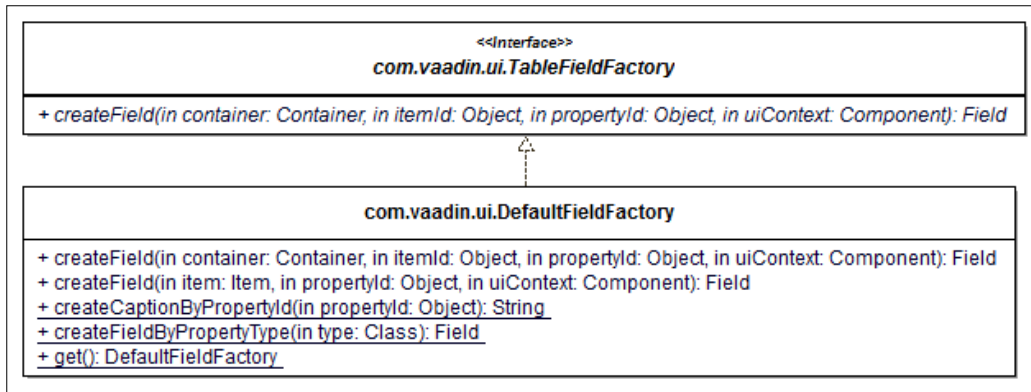 <<Interface>>
com.vaadin.ui.TableFieldFactory
+ createField(in container: Container, in itemId: Object, in propertyId: Object, in uiContext: Component): Field
com.vaadin.ui.DefaultFieldFactory
+ createField(in container: Container, in itemId: Object, in propertyId: Object, in uiContext: Component): Field
+ createField(in item: Item, in propertyId: Object, in uiContext: Component): Field
+ createCaptionByPropertyId(in propertyId: Object): String
+ createFieldByPropertyType(in type: Class): Field
+ get(): DefaultFieldFactory